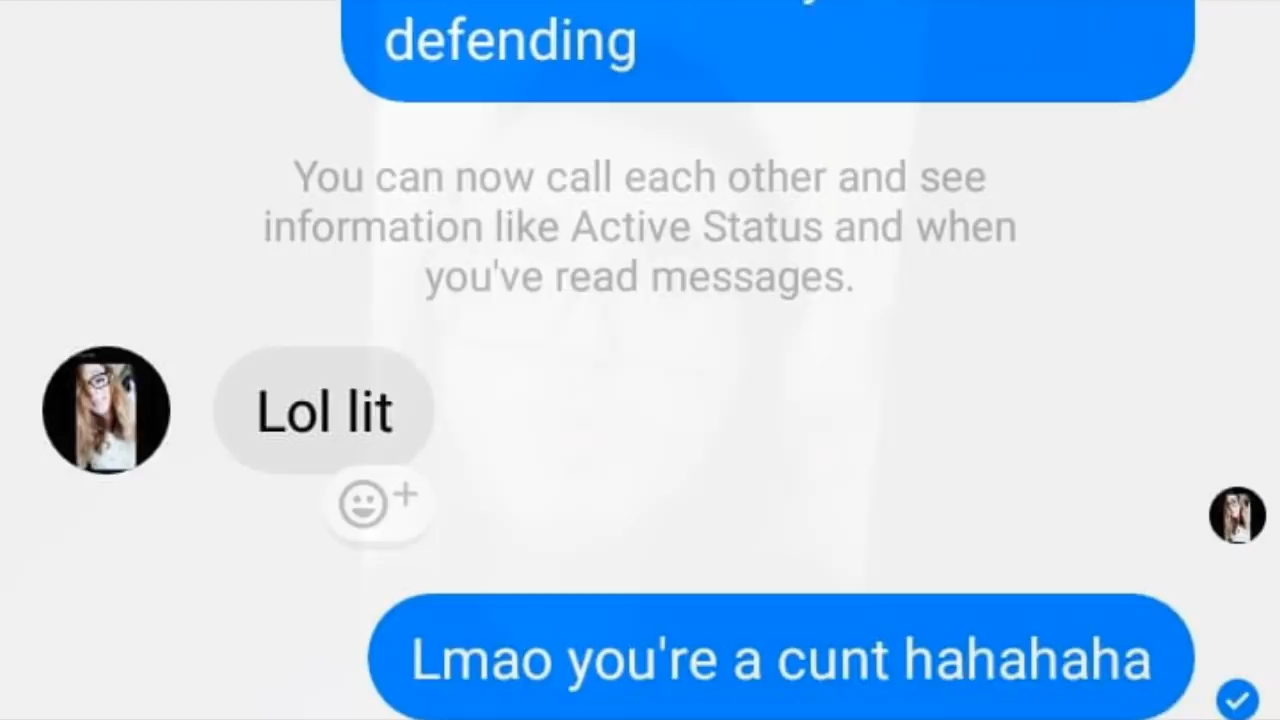 defending
You can now call each other and see
information like Active Status and when
you've read messages.
Lol lit
Lmao you're a cunt hahahaha